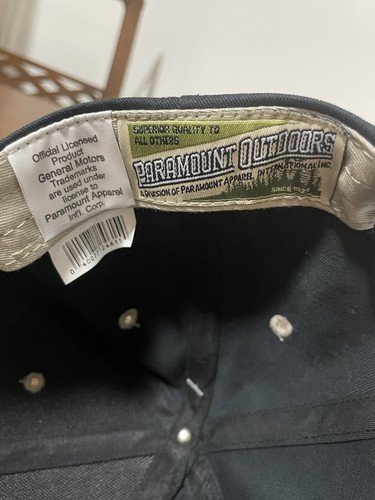 Official Licensed
Product
General Motors
Trademarks
are used under
license to
Paramount Apparel
Int'l. Corp.
SUPERIOR QUALITY TO
ALL OTHERS
PARAMOUNT OUTDOORS
A DIVISION OF PARAMOUNT APPAREL INTERNATIONAL INC.
SINCE